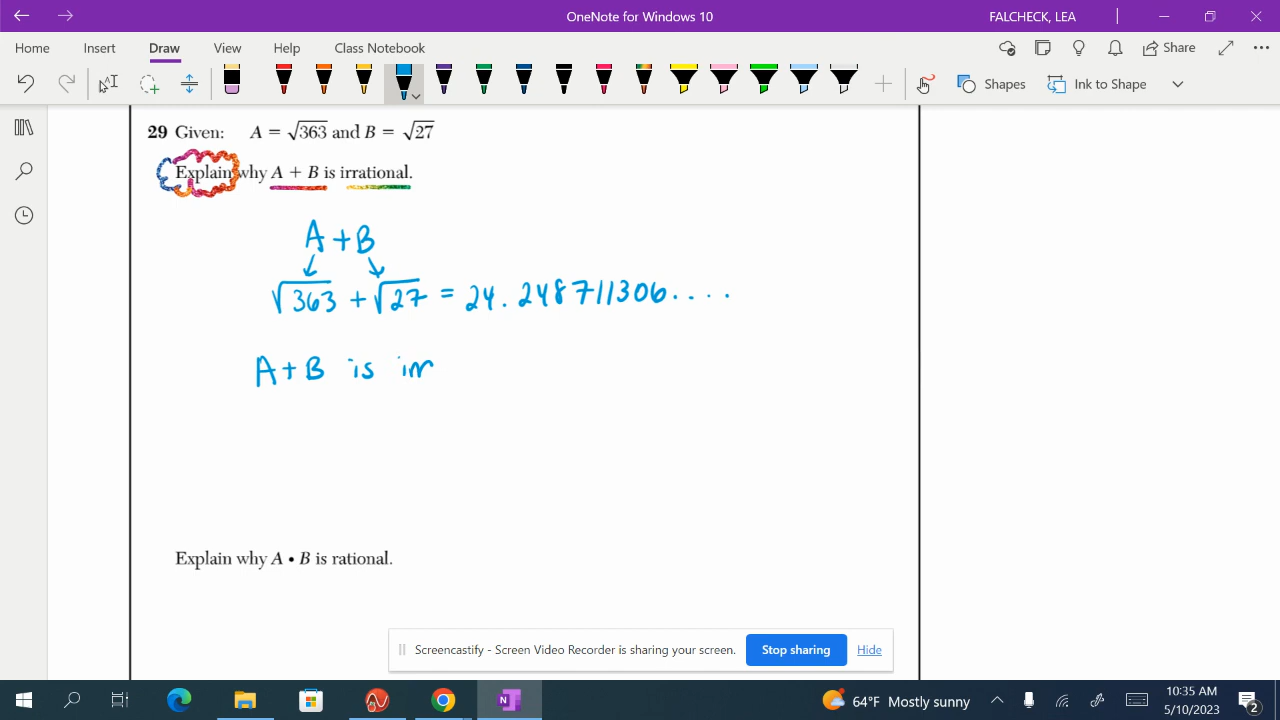 OneNote for Windows 10
FALCHECK, LEA
Home Insert Draw View Help Class Notebook
Share
Shapes
Ink to Shape
29 Given: A = √363 and B = √27
Explain why A + B is irrational.
A + B
√363 + √27 = 24.248711306....
A + B is irr
Explain why A • B is rational.
Screencastify - Screen Video Recorder is sharing your screen.
Stop sharing
Hide
64°F Mostly sunny
10:35 AM
5/10/2023
2